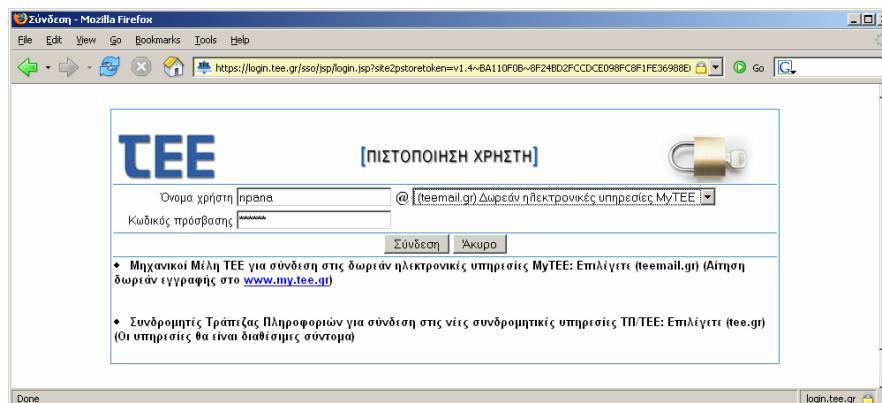 Σύνδεση - Mozilla Firefox
File Edit View Go Bookmarks Tools Help
https://login.tee.gr/sso/jsp/login.jsp?site2pstoretoken=v1.4~BA110F0B~8F24BD2FCCDCE098FC8F1FE36988E Go G
TEE [ΠΙΣΤΟΠΟΙΗΣΗ ΧΡΗΣΤΗ]
Όνομα χρήστη npana @ (teemail.gr) Δωρεάν ηλεκτρονικές υπηρεσίες MyTEE
Κωδικός πρόσβασης ******
Σύνδεση Άκυρο
• Μηχανικοί Μέλη ΤΕΕ για σύνδεση στις δωρεάν ηλεκτρονικές υπηρεσίες MyTEE: Επιλέγετε (teemail.gr) (Αίτηση
δωρεάν εγγραφής στο www.my.tee.gr)
• Συνδρομητές Τράπεζας Πληροφοριών για σύνδεση στις νέες συνδρομητικές υπηρεσίες ΤΠ/ΤΕΕ: Επιλέγετε (tee.gr)
(Οι υπηρεσίες θα είναι διαθέσιμες σύντομα)
Done login.tee.gr